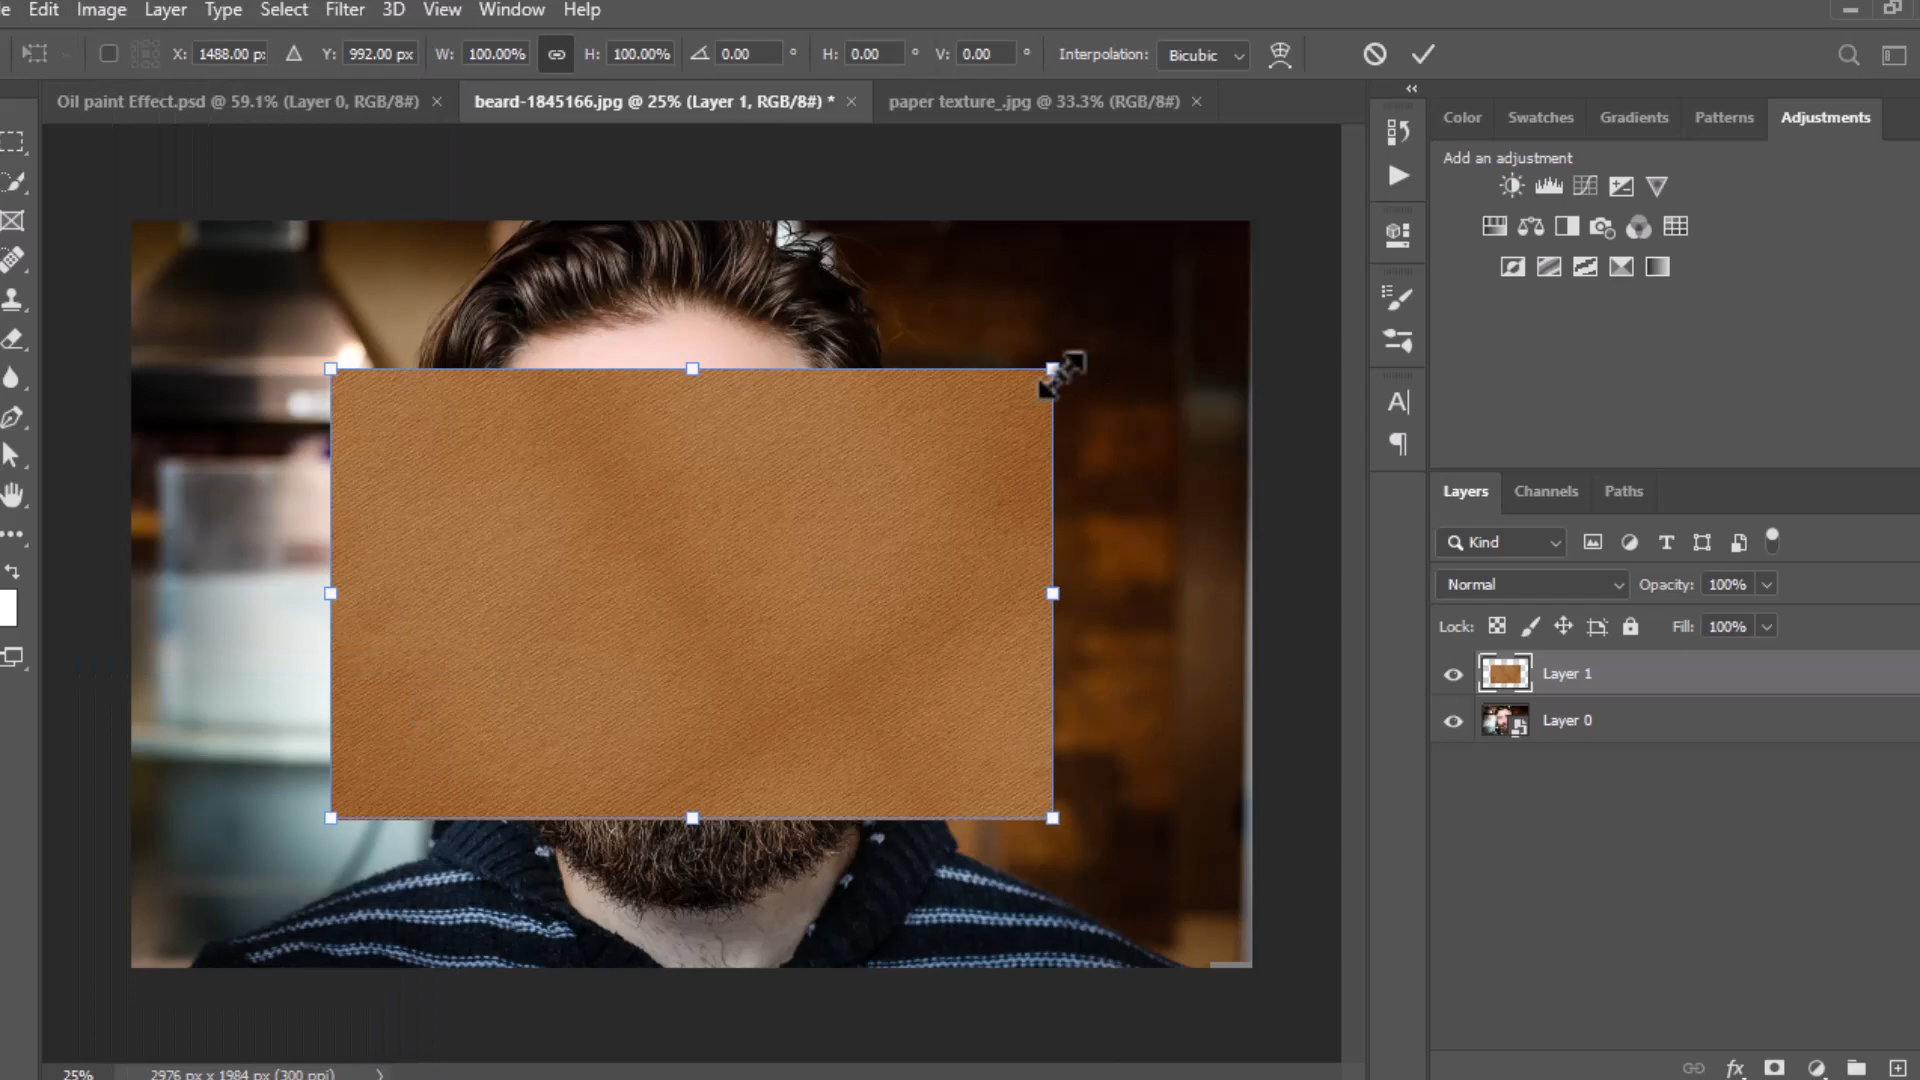 Edit Image Layer Type Select Filter 3D View Window Help
X: 1488.00 p: Y: 992.00 px W: 100.00% H: 100.00% 0.00 ° H: 0.00 ° V: 0.00 ° Interpolation: Bicubic
Oil paint Effect.psd @ 59.1% (Layer 0, RGB/8#) × beard-1845166.jpg @ 25% (Layer 1, RGB/8#) * × paper texture_.jpg @ 33.3% (RGB/8#) ×
Color Swatches Gradients Patterns Adjustments
Add an adjustment
Layers Channels Paths
Kind
Normal Opacity: 100%
Lock: Fill: 100%
Layer 1
Layer 0
25% 2976 px x 1984 px (300 ppi)